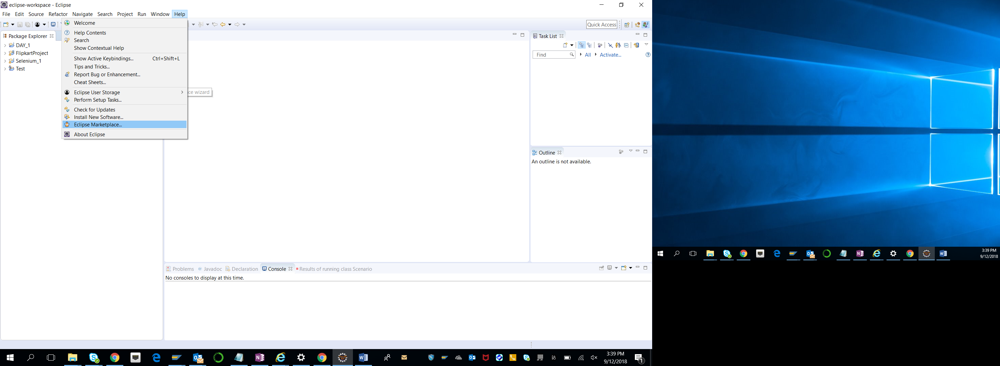 eclipse-workspace - Eclipse
File Edit Source Refactor Navigate Search Project Run Window Help
Quick Access
Welcome
Help Contents
Search
Show Contextual Help
Show Active Keybindings... Ctrl+Shift+L
Tips and Tricks...
Report Bug or Enhancement...
Cheat Sheets...
Eclipse User Storage
Perform Setup Tasks...
Check for Updates
Install New Software...
Eclipse Marketplace...
About Eclipse
Package Explorer
DAY_1
FlipkartProject
Selenium_1
Test
ce wizard
Task List
Find All Activate...
Outline
An outline is not available.
Problems Javadoc Declaration Console Results of running class Scenario
No consoles to display at this time.
3:39 PM
9/12/2018
1
3:39 PM
9/12/2018